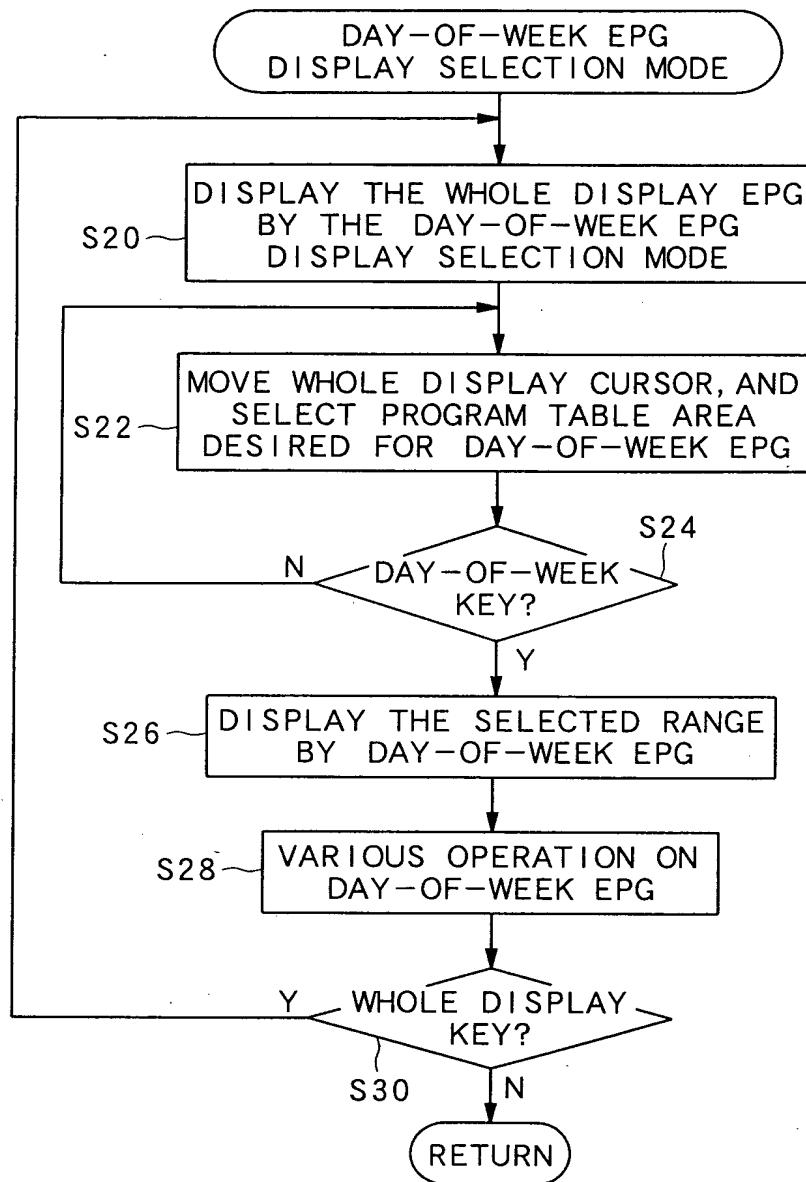 DAY-OF-WEEK EPG
DISPLAY SELECTION MODE
DISPLAY THE WHOLE DISPLAY EPG
BY THE DAY-OF-WEEK EPG
DISPLAY SELECTION MODE
S20
MOVE WHOLE DISPLAY CURSOR, AND
SELECT PROGRAM TABLE AREA
DESIRED FOR DAY-OF-WEEK EPG
S22
S24
N
DAY-OF-WEEK
KEY?
Y
DISPLAY THE SELECTED RANGE
BY DAY-OF-WEEK EPG
S26
VARIOUS OPERATION ON
DAY-OF-WEEK EPG
S28
Y
WHOLE DISPLAY
KEY?
S30
N
RETURN